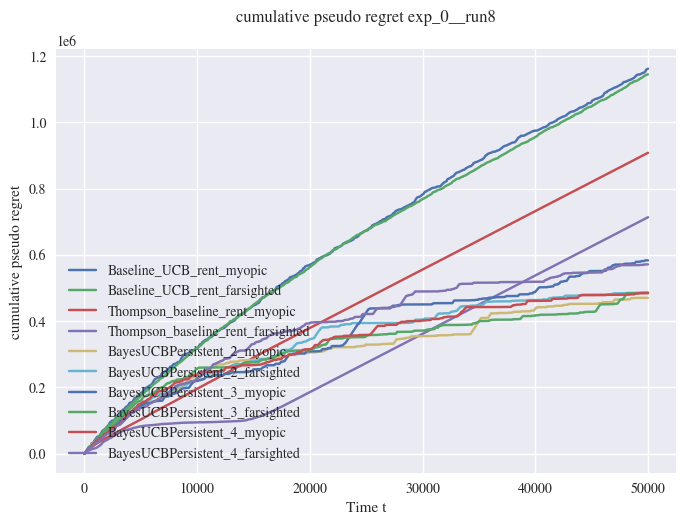 cumulative pseudo regret exp_0__run8
1e6
1.2
1.0
0.8
0.6
0.4
0.2
0.0
cumulative pseudo regret
Baseline_UCB_rent_myopic
Baseline_UCB_rent_farsighted
Thompson_baseline_rent_myopic
Thompson_baseline_rent_farsighted
BayesUCBPersistent_2_myopic
BayesUCBPersistent_2_farsighted
BayesUCBPersistent_3_myopic
BayesUCBPersistent_3_farsighted
BayesUCBPersistent_4_myopic
BayesUCBPersistent_4_farsighted
0 10000 20000 30000 40000 50000
Time t